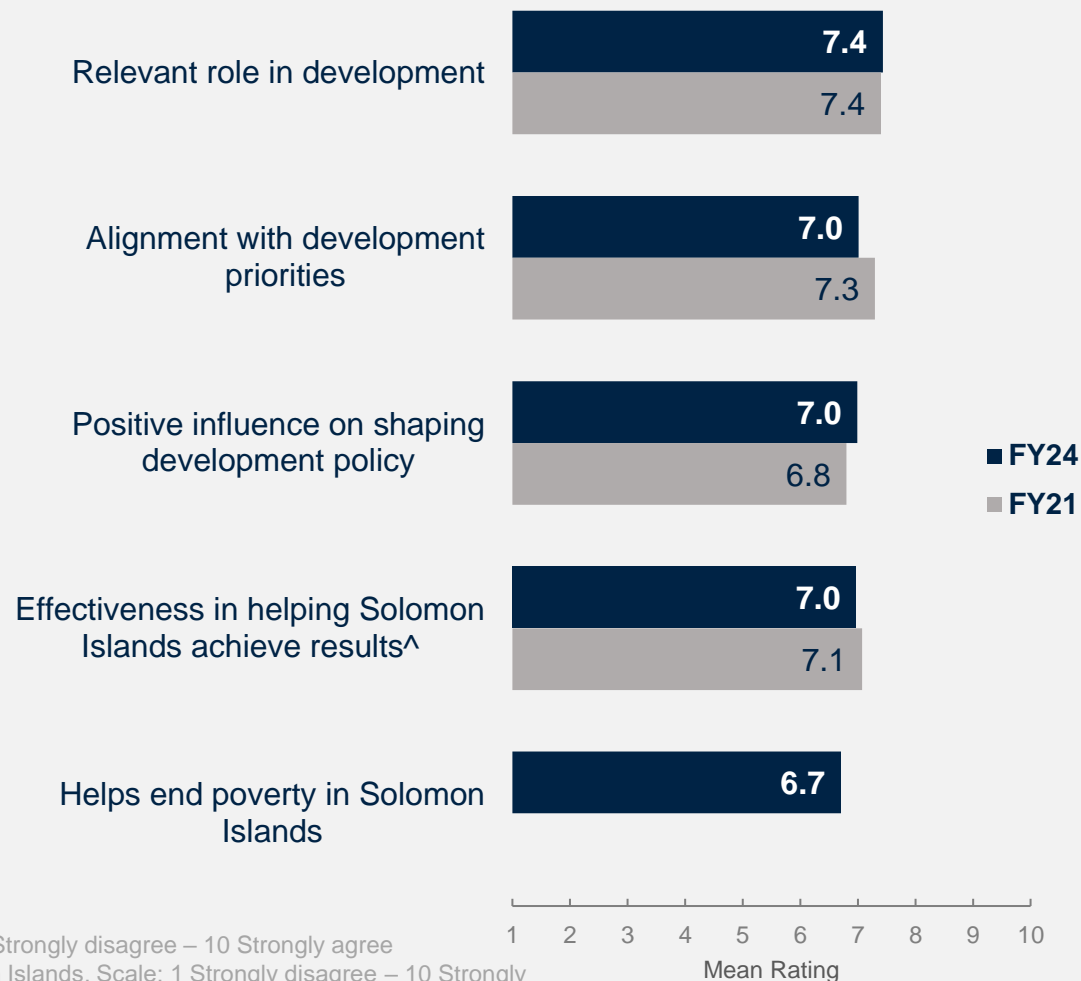 Relevant role in development
7.4
7.4
Alignment with development
priorities
7.0
7.3
Positive influence on shaping
development policy
7.0
6.8
FY24
FY21
Effectiveness in helping Solomon
Islands achieve results^
7.0
7.1
Helps end poverty in Solomon
Islands
6.7
1 2 3 4 5 6 7 8 9 10
Mean Rating
Strongly disagree – 10 Strongly agree
Islands. Scale: 1 Strongly disagree – 10 Strongly